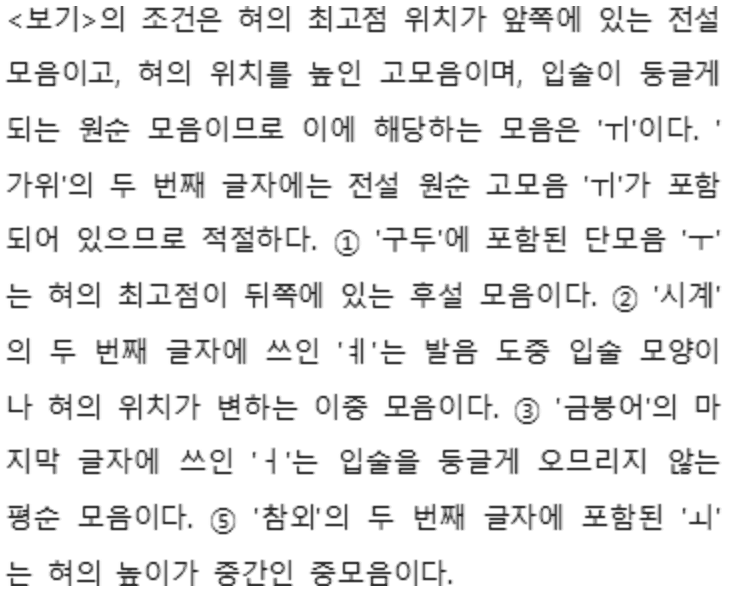 <보기>의 조건은 혀의 최고점 위치가 앞쪽에 있는 전설
모음이고, 혀의 위치를 높인 고모음이며, 입술이 둥글게
되는 원순 모음이므로 이에 해당하는 모음은 'ㅟ'이다. '
가위'의 두 번째 글자에는 전설 원순 고모음 'ㅟ'가 포함
되어 있으므로 적절하다. ① '구두'에 포함된 단모음 'ㅜ'
는 혀의 최고점이 뒤쪽에 있는 후설 모음이다. ② '시계'
의 두 번째 글자에 쓰인 'ㅖ'는 발음 도중 입술 모양이
나 혀의 위치가 변하는 이중 모음이다. ③ '금붕어'의 마
지막 글자에 쓰인 'ㅓ'는 입술을 둥글게 오므리지 않는
평순 모음이다. ⑤ '참외'의 두 번째 글자에 포함된 'ㅚ'
는 혀의 높이가 중간인 중모음이다.